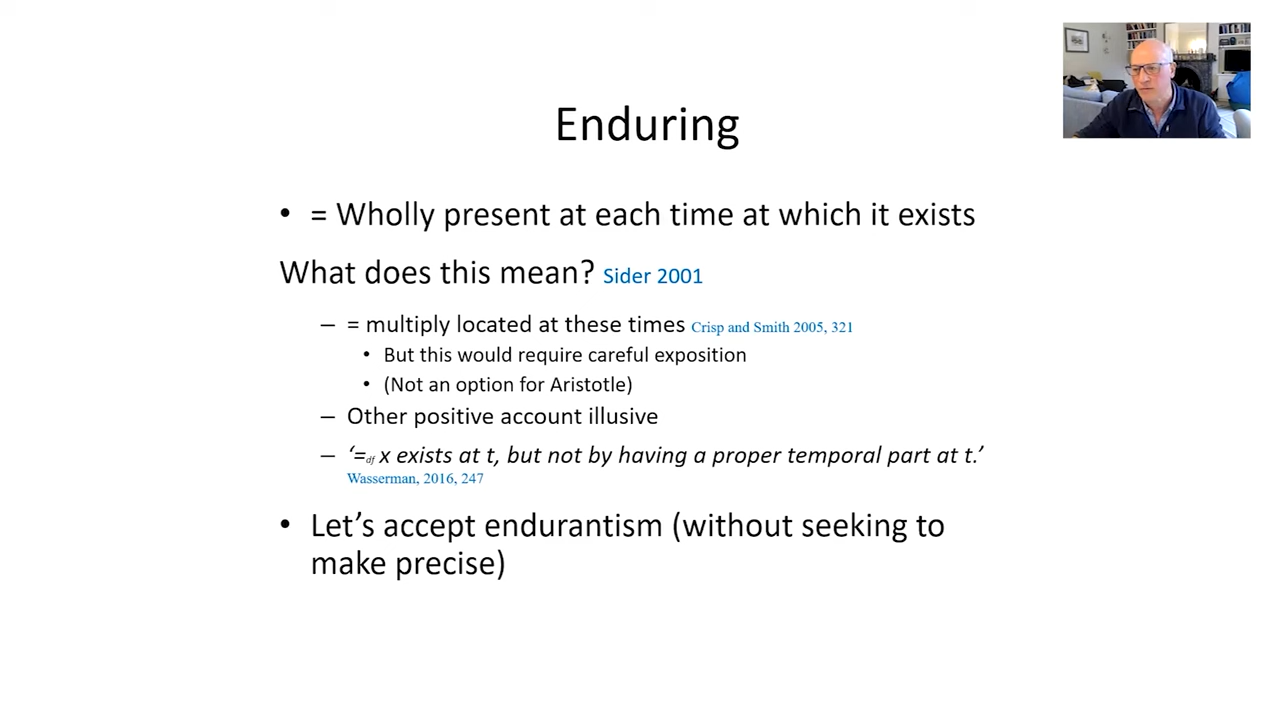 Enduring
• = Wholly present at each time at which it exists
What does this mean? Sider 2001
– = multiply located at these times Crisp and Smith 2005, 321
• But this would require careful exposition
• (Not an option for Aristotle)
– Other positive account illusive
– ‘=df x exists at t, but not by having a proper temporal part at t.’
Wasserman, 2016, 247
• Let’s accept endurantism (without seeking to
make precise)